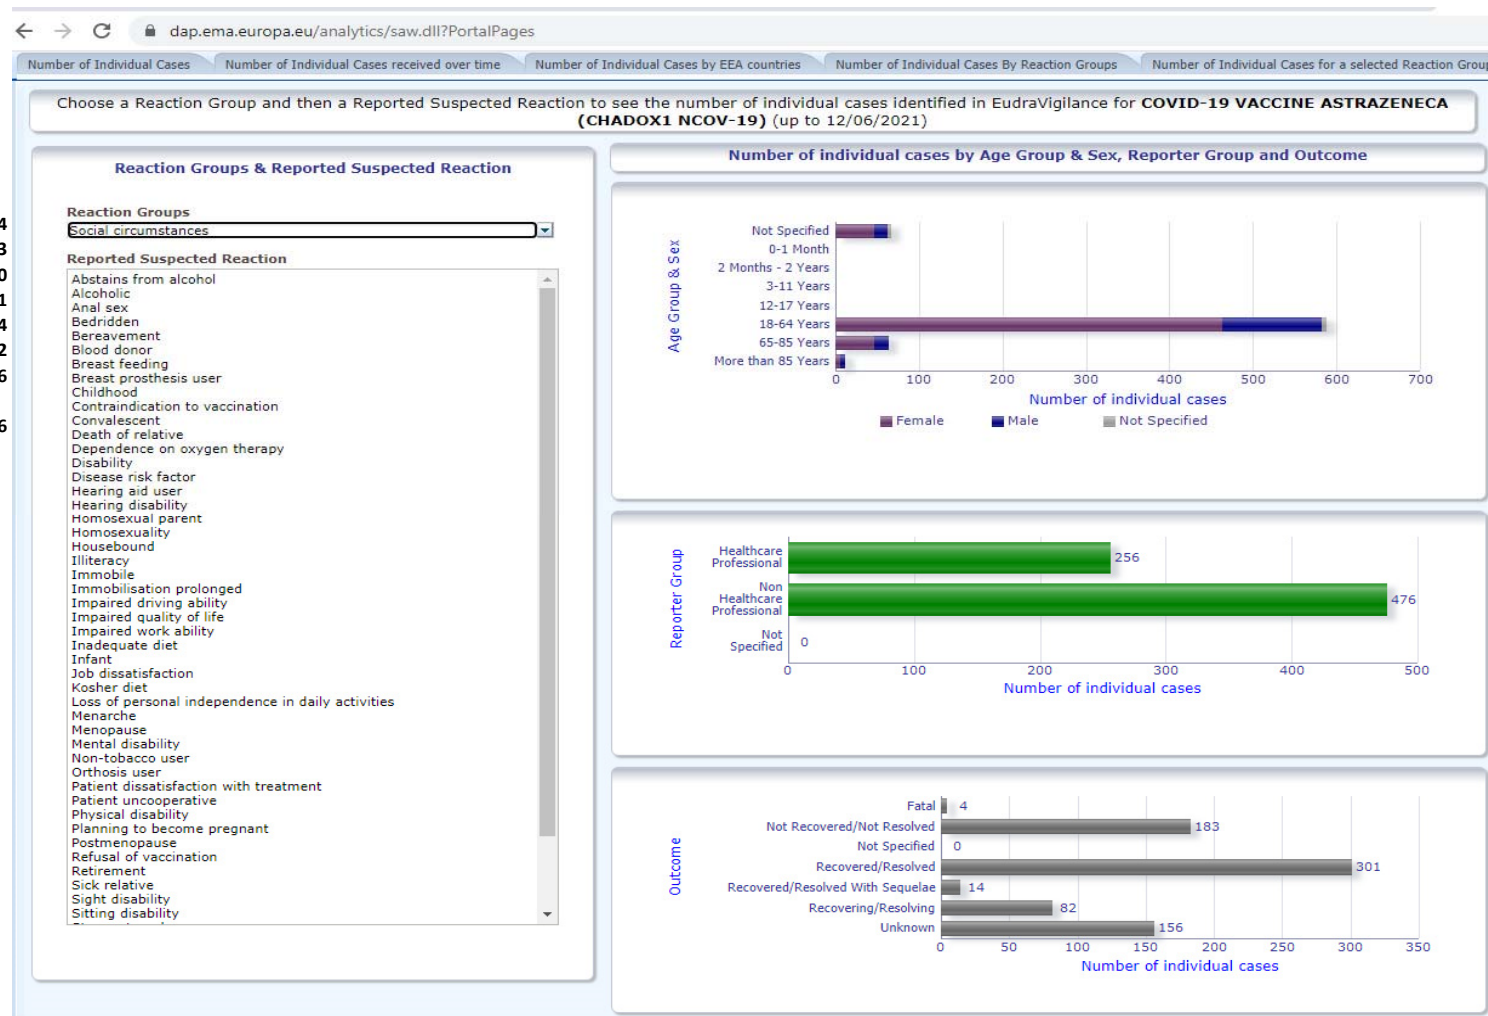 dap.ema.europa.eu/analytics/saw.dll?PortalPages
Number of Individual Cases
Number of Individual Cases received over time
Number of Individual Cases by EEA countries
Number of Individual Cases By Reaction Groups
Number of Individual Cases for a selected Reaction Grou
Choose a Reaction Group and then a Reported Suspected Reaction to see the number of individual cases identified in EudraVigilance for COVID-19 VACCINE ASTRAZENECA
(CHADOX1 NCOV-19) (up to 12/06/2021)
Reaction Groups & Reported Suspected Reaction
4
3
0
1
4
2
6
6
Reaction Groups
Social circumstances
Reported Suspected Reaction
Abstains from alcohol
Alcoholic
Anal sex
Bedridden
Bereavement
Blood donor
Breast feeding
Breast prosthesis user
Childhood
Contraindication to vaccination
Convalescent
Death of relative
Dependence on oxygen therapy
Disability
Disease risk factor
Hearing aid user
Hearing disability
Homosexual parent
Homosexuality
Housebound
Illiteracy
Immobile
Immobilisation prolonged
Impaired driving ability
Impaired quality of life
Impaired work ability
Inadequate diet
Infant
Job dissatisfaction
Kosher diet
Loss of personal independence in daily activities
Menarche
Menopause
Mental disability
Non-tobacco user
Orthosis user
Patient dissatisfaction with treatment
Patient uncooperative
Physical disability
Planning to become pregnant
Postmenopause
Refusal of vaccination
Retirement
Sick relative
Sight disability
Sitting disability
Number of individual cases by Age Group & Sex, Reporter Group and Outcome
Age Group & Sex
Not Specified
0-1 Month
2 Months - 2 Years
3-11 Years
12-17 Years
18-64 Years
65-85 Years
More than 85 Years
0 100 200 300 400 500 600 700
Number of individual cases
Female Male Not Specified
Reporter Group
Healthcare
Professional
256
Non
Healthcare
Professional
476
Not
Specified
0
0 100 200 300 400 500
Number of individual cases
Outcome
Fatal 4
Not Recovered/Not Resolved 183
Not Specified 0
Recovered/Resolved 301
Recovered/Resolved With Sequelae 14
Recovering/Resolving 82
Unknown 156
0 50 100 150 200 250 300 350
Number of individual cases